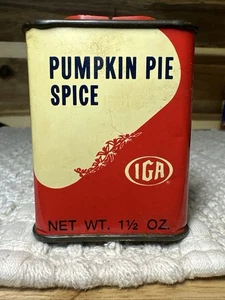 PUMPKIN PIE
SPICE
IGA
NET WT. 1½ OZ.